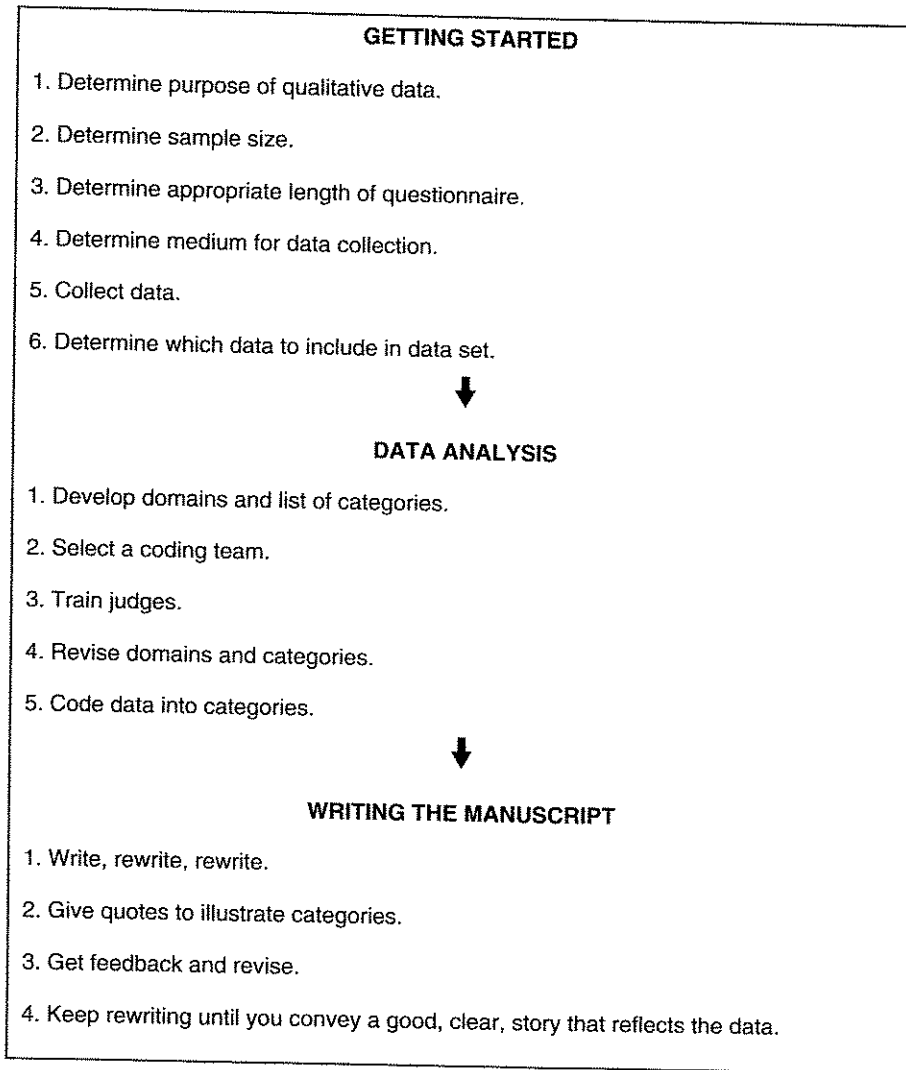 GETTING STARTED
1. Determine purpose of qualitative data.
2. Determine sample size.
3. Determine appropriate length of questionnaire.
4. Determine medium for data collection.
5. Collect data.
6. Determine which data to include in data set.
DATA ANALYSIS
1. Develop domains and list of categories.
2. Select a coding team.
3. Train judges.
4. Revise domains and categories.
5. Code data into categories.
WRITING THE MANUSCRIPT
1. Write, rewrite, rewrite.
2. Give quotes to illustrate categories.
3. Get feedback and revise.
4. Keep rewriting until you convey a good, clear, story that reflects the data.